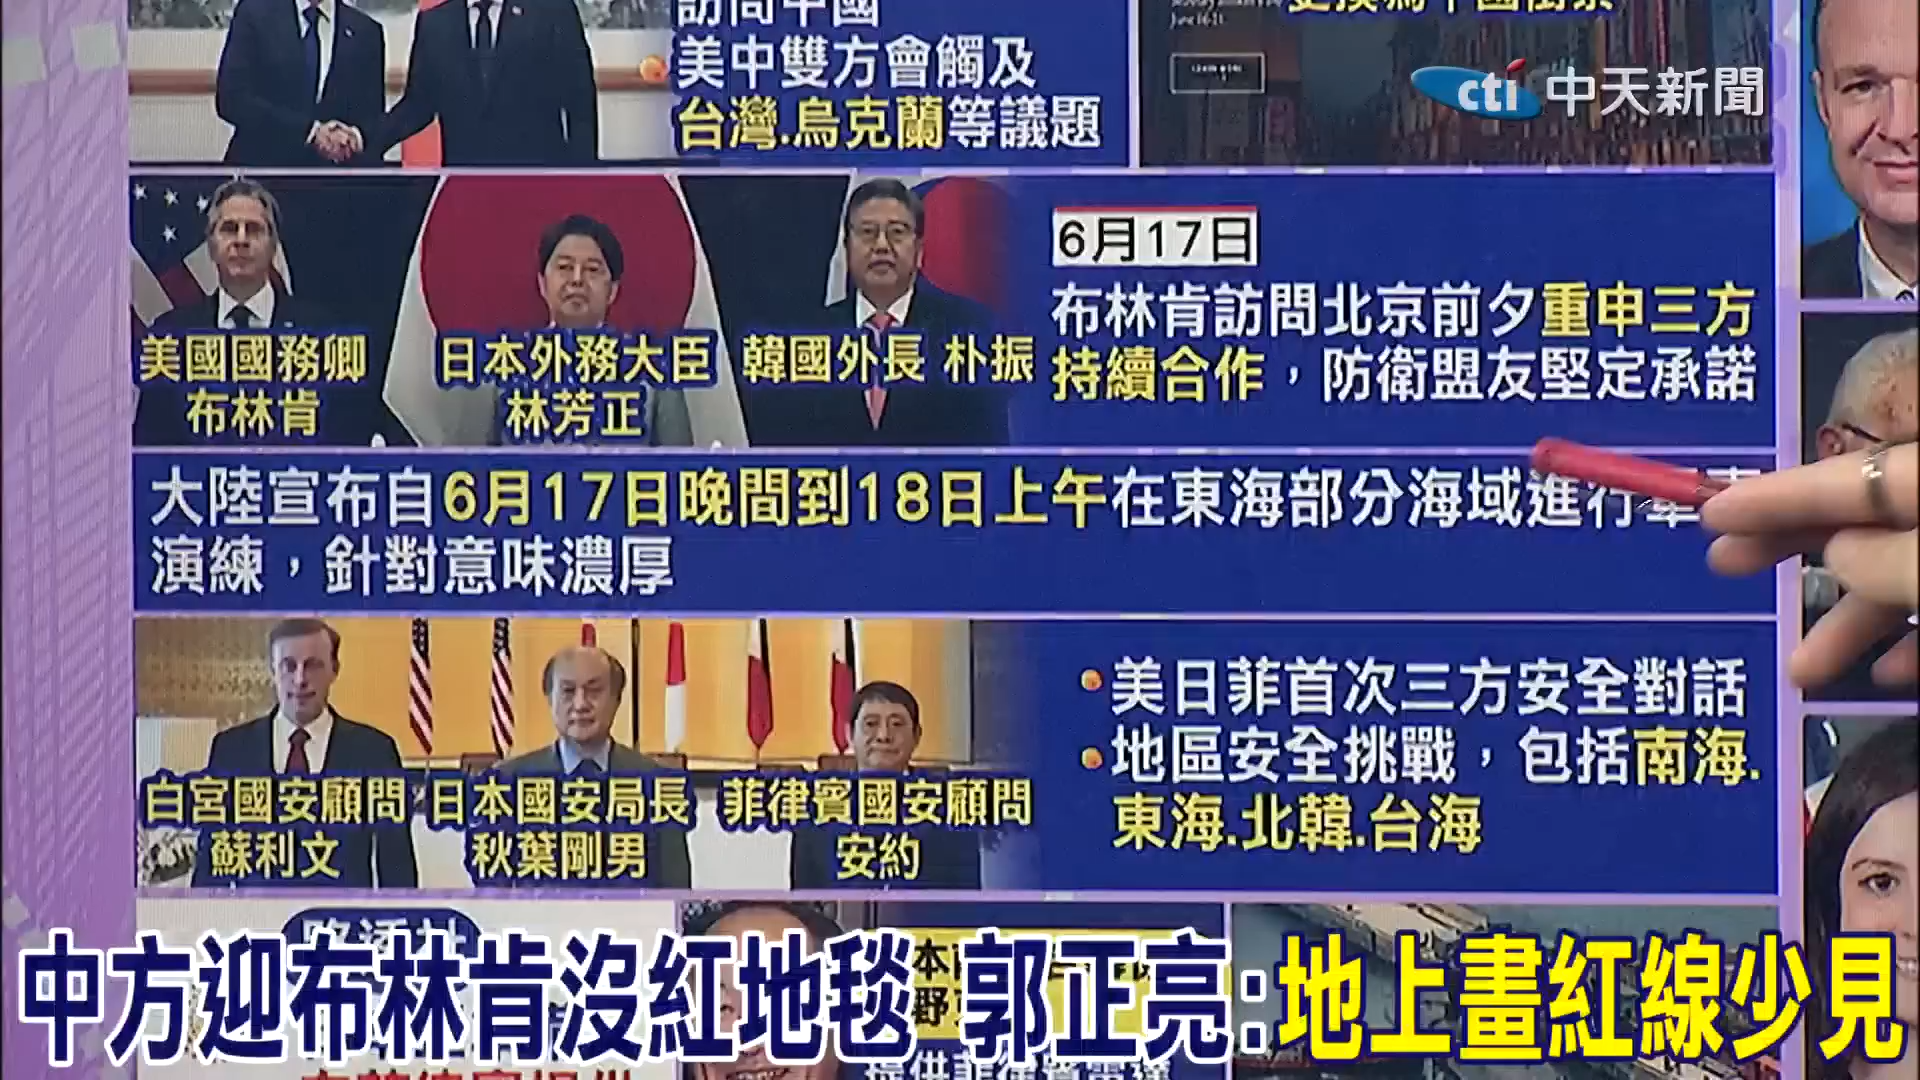 訪問中國
美中雙方會觸及
台灣.烏克蘭等議題
June 16-21
cti 中天新聞
6月17日
布林肯訪問北京前夕重申三方
持續合作，防衛盟友堅定承諾
美國國務卿
布林肯
日本外務大臣
林芳正
韓國外長 朴振
大陸宣布自6月17日晚間到18日上午在東海部分海域進行
演練，針對意味濃厚
白宮國安顧問
蘇利文
日本國安局長
秋葉剛男
菲律賓國安顧問
安約
美日菲首次三方安全對話
地區安全挑戰，包括南海.
東海.北韓.台海
中方迎布林肯沒紅地毯 郭正亮:地上畫紅線少見